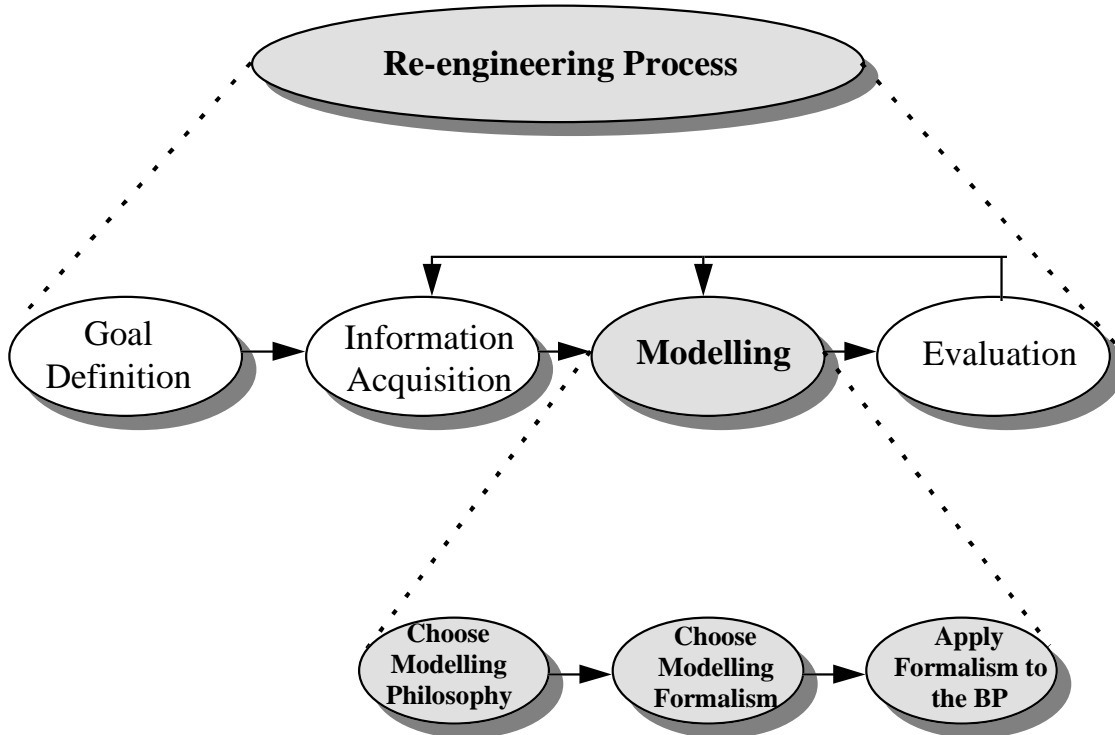 Re-engineering Process
Goal
Definition
Information
Acquisition
Modelling
Evaluation
Choose
Modelling
Philosophy
Choose
Modelling
Formalism
Apply
Formalism to
the BP